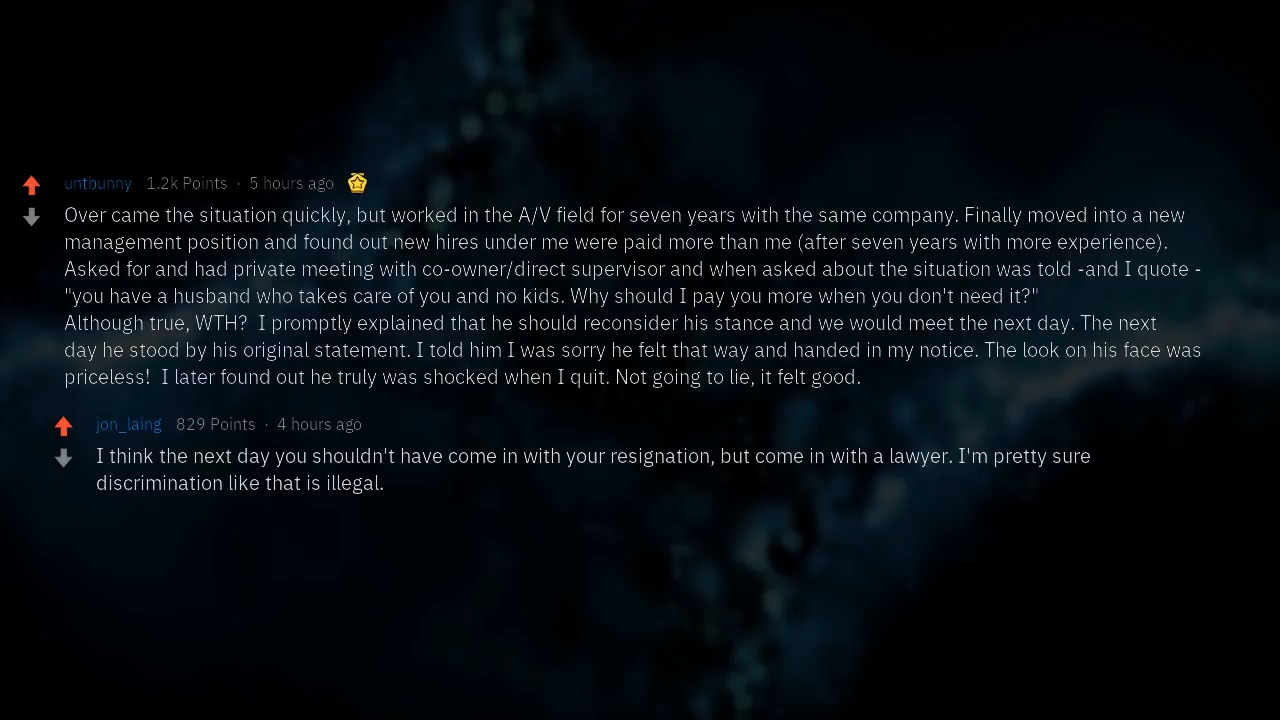 untbunny 1.2k Points · 5 hours ago
Over came the situation quickly, but worked in the A/V field for seven years with the same company. Finally moved into a new
management position and found out new hires under me were paid more than me (after seven years with more experience).
Asked for and had private meeting with co-owner/direct supervisor and when asked about the situation was told -and I quote -
"you have a husband who takes care of you and no kids. Why should I pay you more when you don't need it?"
Although true, WTH?  I promptly explained that he should reconsider his stance and we would meet the next day. The next
day he stood by his original statement. I told him I was sorry he felt that way and handed in my notice. The look on his face was
priceless!  I later found out he truly was shocked when I quit. Not going to lie, it felt good.
jon_laing 829 Points · 4 hours ago
I think the next day you shouldn't have come in with your resignation, but come in with a lawyer. I'm pretty sure
discrimination like that is illegal.